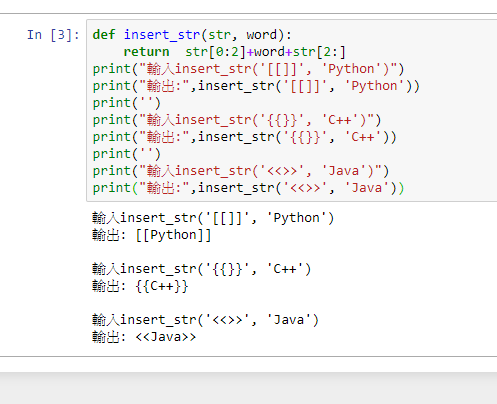 In [3]:
def insert_str(str, word):
    return  str[0:2]+word+str[2:]
print("輸入insert_str('[[]]', 'Python')")
print("輸出:",insert_str('[[]]', 'Python'))
print('')
print("輸入insert_str('{{}}', 'C++')")
print("輸出:",insert_str('{{}}', 'C++'))
print('')
print("輸入insert_str('<<>>', 'Java')")
print("輸出:",insert_str('<<>>', 'Java'))
輸入insert_str('[[]]', 'Python')
輸出: [[Python]]
輸入insert_str('{{}}', 'C++')
輸出: {{C++}}
輸入insert_str('<<>>', 'Java')
輸出: <<Java>>